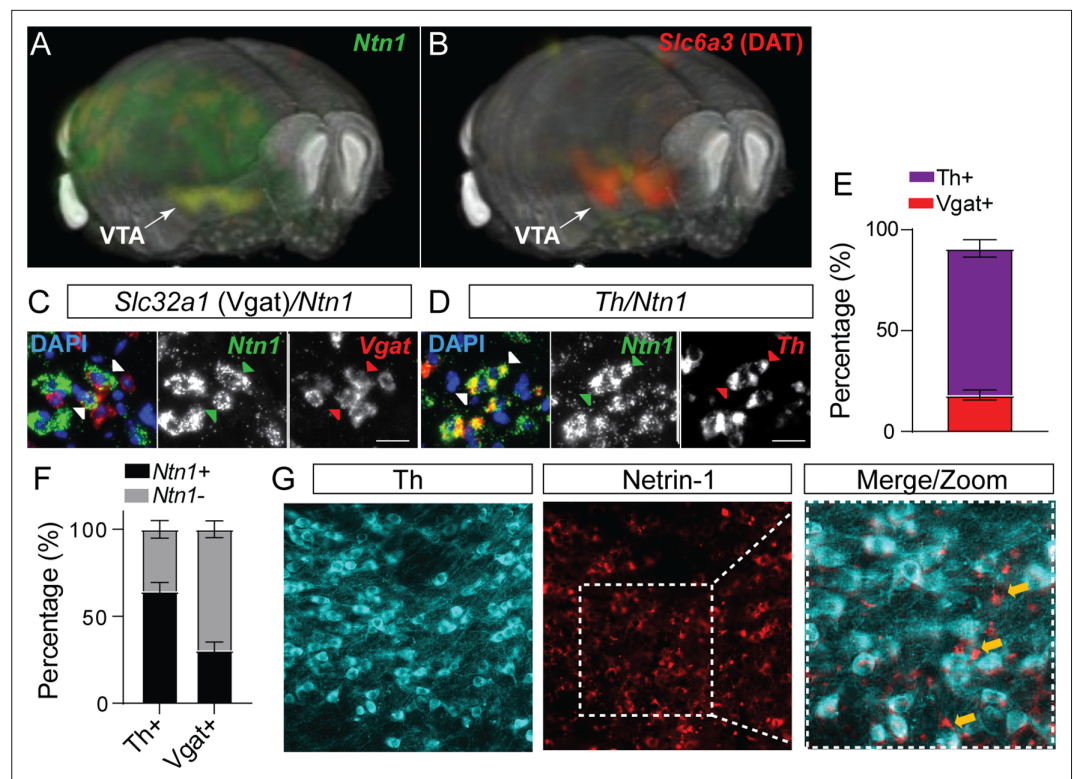 A
Ntn1
VTA
B
Slc6a3 (DAT)
VTA
C
Slc32a1 (Vgat)/Ntn1
DAPI
Ntn1
Vgat
D
Th/Ntn1
DAPI
Ntn1
Th
E
Th+
Vgat+
Percentage (%)
100
50
0
F
Ntn1+
Ntn1-
Percentage (%)
100
50
0
Th+
Vgat+
G
Th
Netrin-1
Merge/Zoom